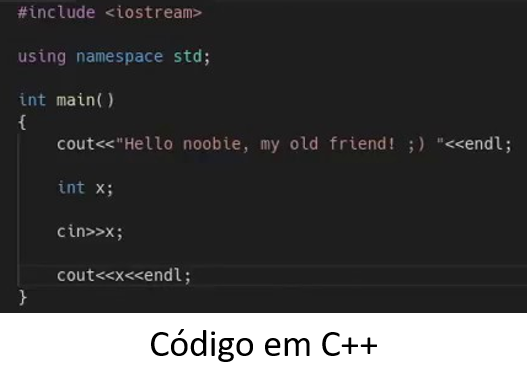 #include <iostream>
using namespace std;
int main()
{
cout<<"Hello noobie, my old friend! ;) "<<endl;
int x;
cin>>x;
cout<<x<<endl;
}
Código em C++